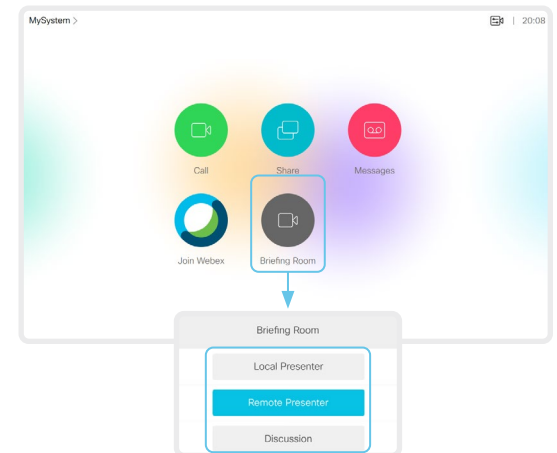 MySystem >
20:08
Call
Share
Messages
Join Webex
Briefing Room
Briefing Room
Local Presenter
Remote Presenter
Discussion